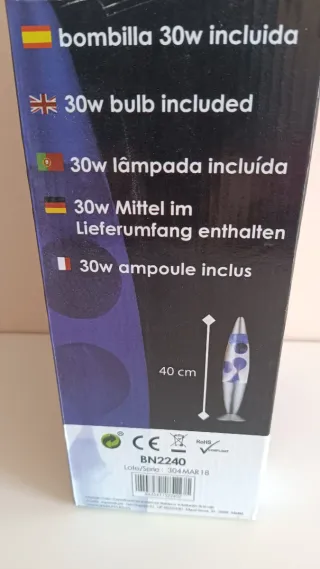 bombilla 30w incluida
30w bulb included
30w lâmpada incluída
30w Mittel im
Lieferumfang enthalten
30w ampoule inclus
40 cm
CE
RoHS
BN2240
Lote/Serie: 304MAR18